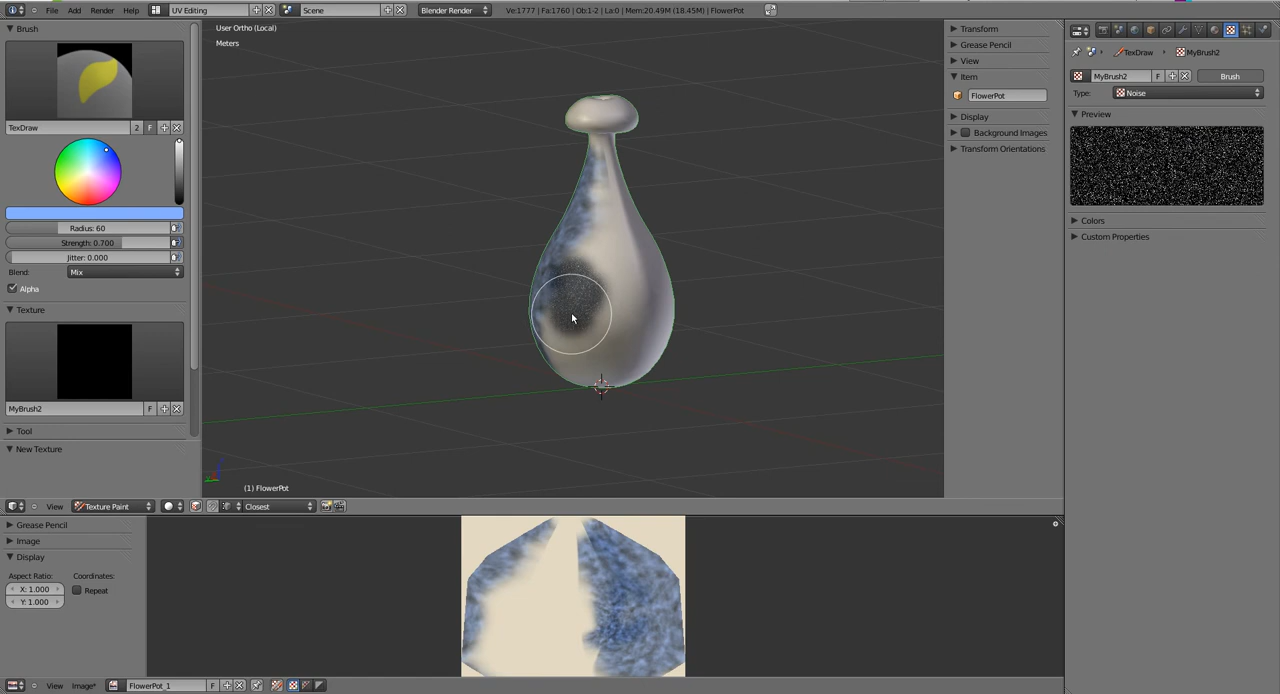 File Add Render Help UV Editing Scene Blender Render Ve:1777 | Fa:1760 | Ob:1-2 | La:0 | Mem:20.49M (18.45M) | FlowerPot
Brush
TexDraw 2 F
Radius: 60
Strength: 0.700
Jitter: 0.000
Blend: Mix
Alpha
Texture
MyBrush2 F
Tool
New Texture
User Ortho (Local)
Meters
(1) FlowerPot
Transform
Grease Pencil
View
Item
FlowerPot
Display
Background Images
Transform Orientations
TexDraw MyBrush2
MyBrush2 F Brush
Type: Noise
Preview
Colors
Custom Properties
View Texture Paint Closest
Grease Pencil
Image
Display
Aspect Ratio: Coordinates:
X: 1.000 Repeat
Y: 1.000
View Image* FlowerPot_1 F